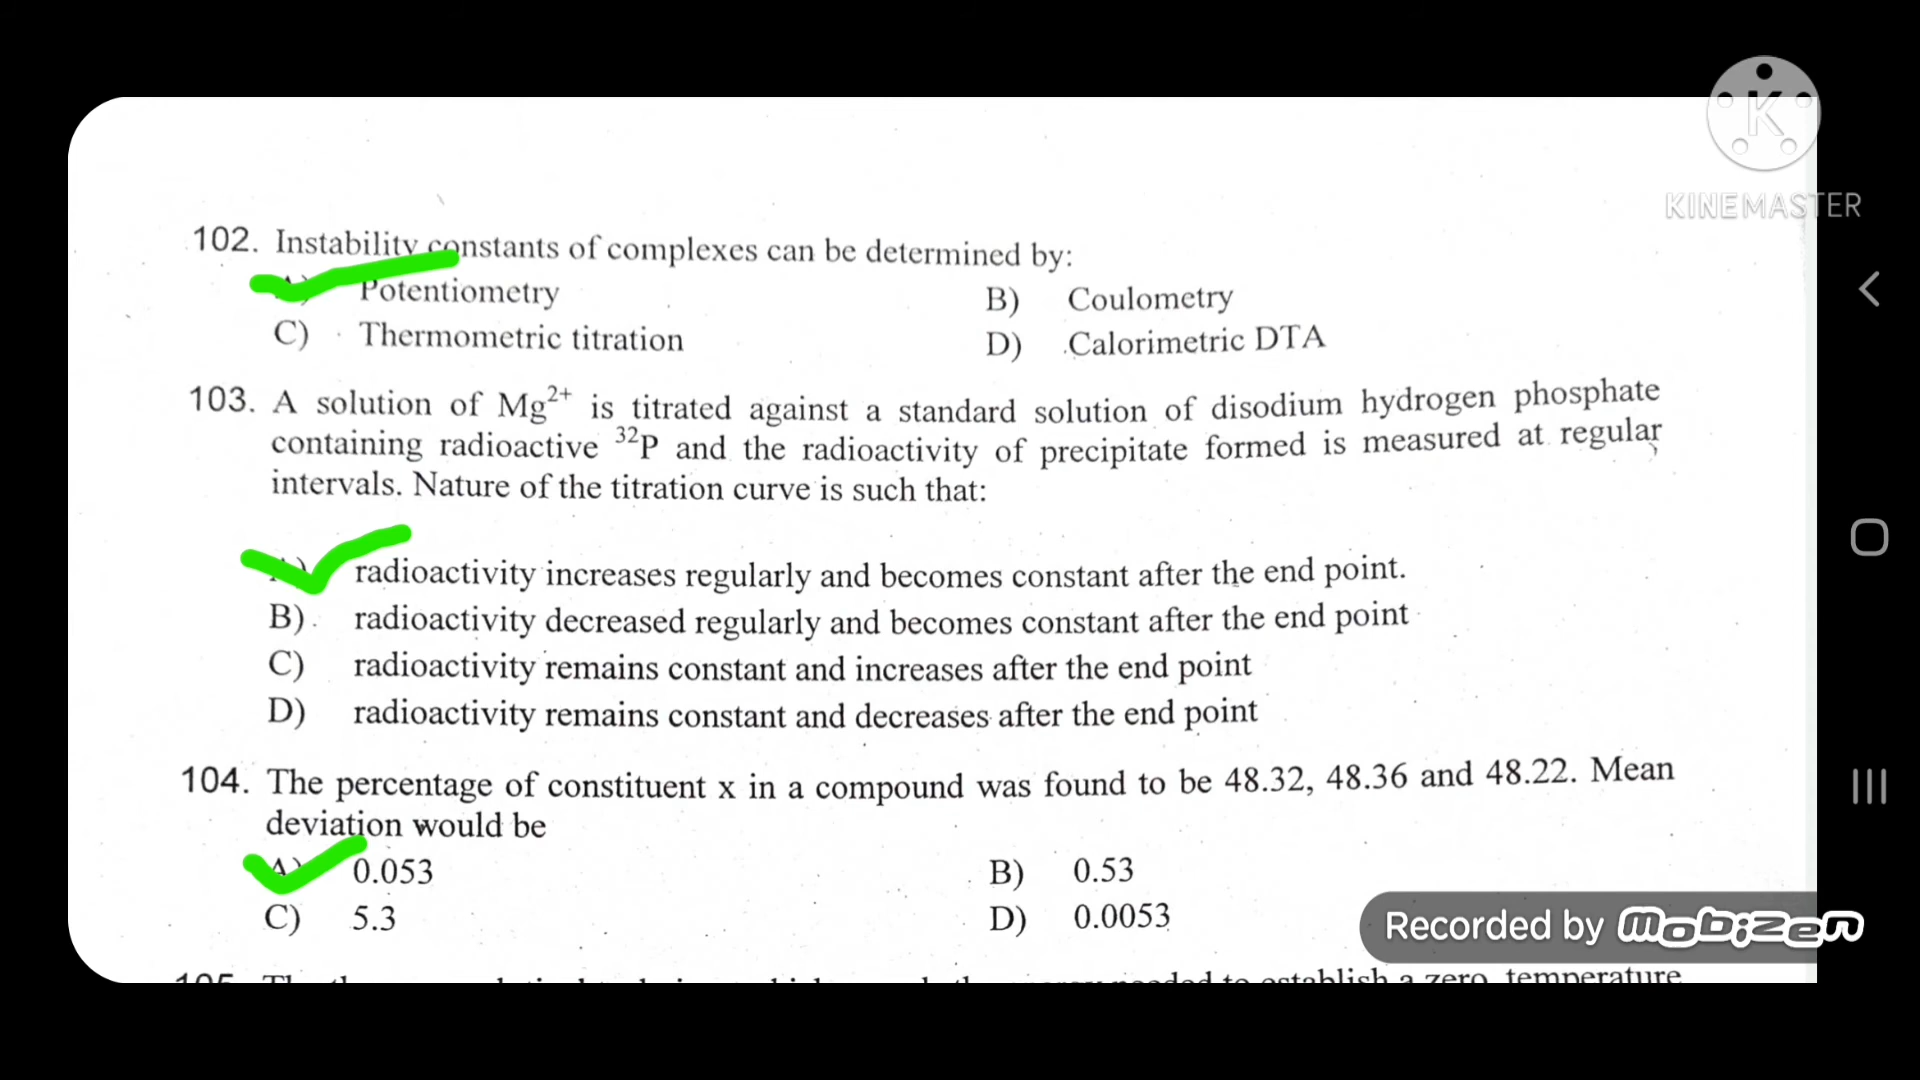 K
KINEMASTER
102. Instability constants of complexes can be determined by:
Potentiometry B) Coulometry
C) Thermometric titration D) Calorimetric DTA
103. A solution of Mg²⁺ is titrated against a standard solution of disodium hydrogen phosphate
containing radioactive ³²P and the radioactivity of precipitate formed is measured at regular
intervals. Nature of the titration curve is such that:
radioactivity increases regularly and becomes constant after the end point.
B) radioactivity decreased regularly and becomes constant after the end point
C) radioactivity remains constant and increases after the end point
D) radioactivity remains constant and decreases after the end point
104. The percentage of constituent x in a compound was found to be 48.32, 48.36 and 48.22. Mean
deviation would be
A) 0.053 B) 0.53
C) 5.3 D) 0.0053
Recorded by Mobizen
to establish a zero temperature